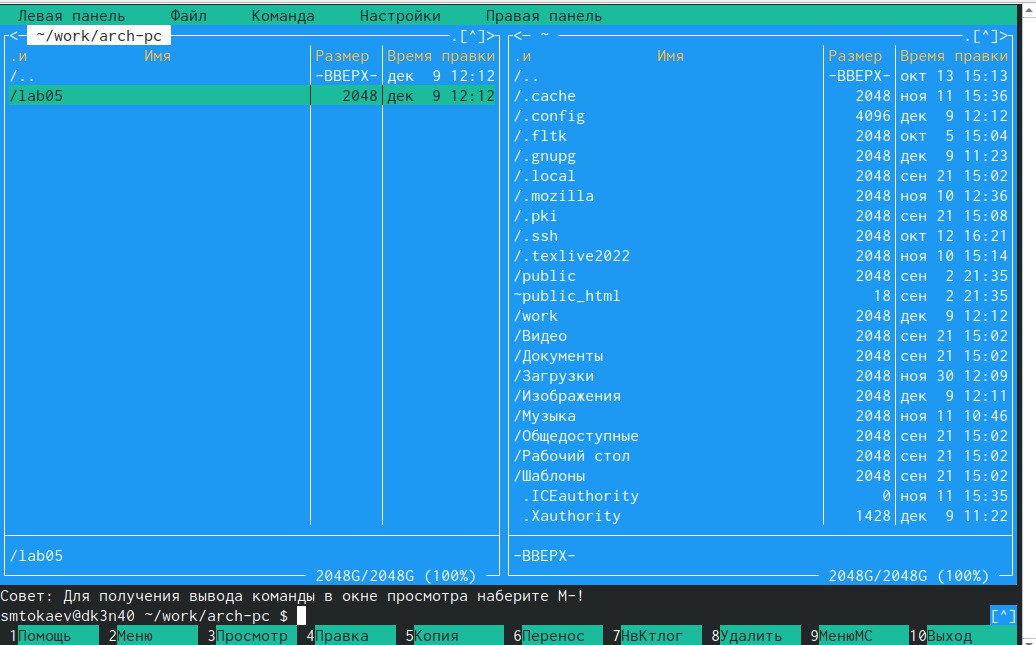 Левая панель Файл Команда Настройки Правая панель
<─ ~/work/arch-pc .[^]>
.и Имя Размер Время правки
/.. -ВВЕРХ- дек 9 12:12
/lab05 2048 дек 9 12:12
/lab05
2048G/2048G (100%)
<─ ~ .[^]>
.и Имя Размер Время правки
/.. -ВВЕРХ- окт 13 15:13
/.cache 2048 ноя 11 15:36
/.config 4096 дек 9 12:12
/.fltk 2048 окт 5 15:04
/.gnupg 2048 дек 9 11:23
/.local 2048 сен 21 15:02
/.mozilla 2048 ноя 10 12:36
/.pki 2048 сен 21 15:08
/.ssh 2048 окт 12 16:21
/.texlive2022 2048 ноя 10 15:14
/public 2048 сен 2 21:35
~public_html 18 сен 2 21:35
/work 2048 дек 9 12:12
/Видео 2048 сен 21 15:02
/Документы 2048 сен 21 15:02
/Загрузки 2048 ноя 30 12:09
/Изображения 2048 дек 9 12:11
/Музыка 2048 ноя 11 10:46
/Общедоступные 2048 сен 21 15:02
/Рабочий стол 2048 сен 21 15:02
/Шаблоны 2048 сен 21 15:02
.ICEauthority 0 ноя 11 15:35
.Xauthority 1428 дек 9 11:22
-ВВЕРХ-
2048G/2048G (100%)
Совет: Для получения вывода команды в окне просмотра наберите M-!
smtokaev@dk3n40 ~/work/arch-pc $ [^]
1Помощь 2Меню 3Просмотр 4Правка 5Копия 6Перенос 7НвКтлог 8Удалить 9МенюMC 10Выход